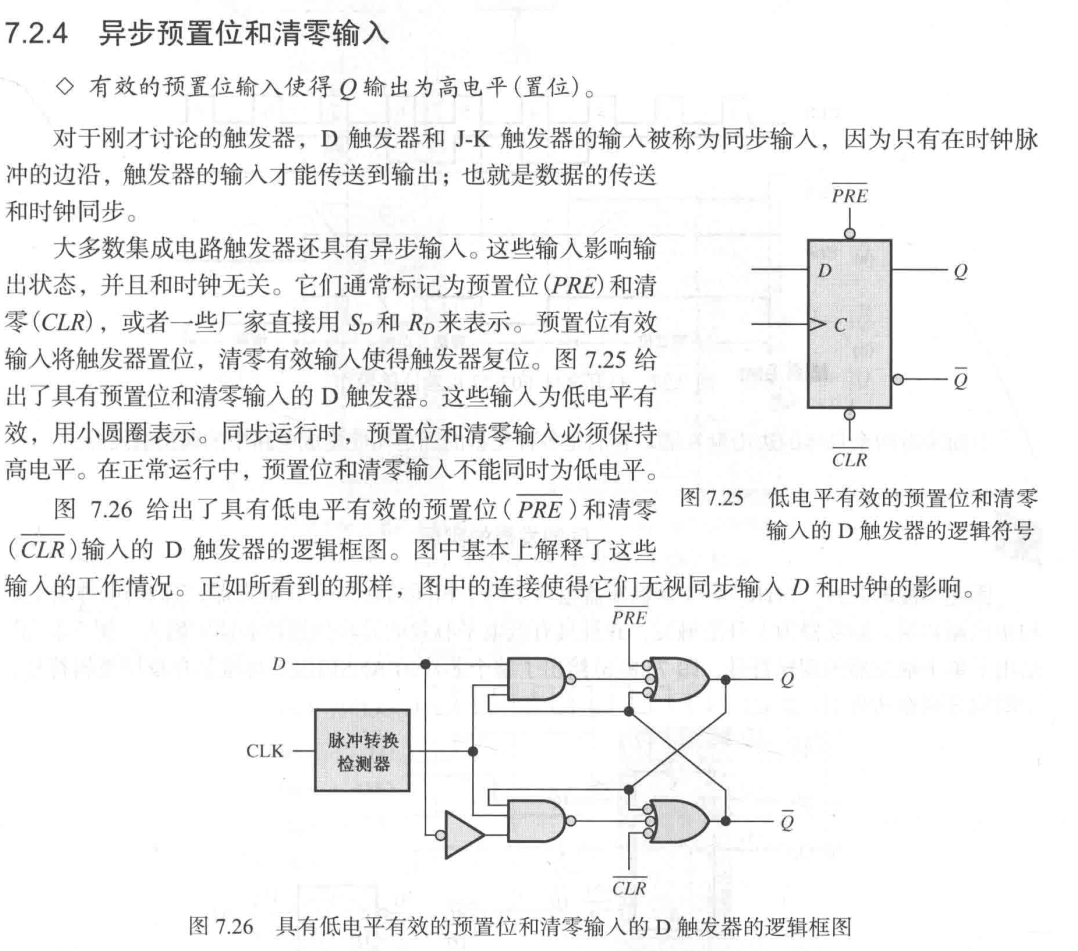 7.2.4 异步预置位和清零输入
◇ 有效的预置位输入使得 Q 输出为高电平(置位)。
对于刚才讨论的触发器，D 触发器和 J-K 触发器的输入被称为同步输入，因为只有在时钟脉
冲的边沿，触发器的输入才能传送到输出；也就是数据的传送
和时钟同步。
大多数集成电路触发器还具有异步输入。这些输入影响输
出状态，并且和时钟无关。它们通常标记为预置位(PRE)和清
零(CLR)，或者一些厂家直接用 S_D 和 R_D 来表示。预置位有效
输入将触发器置位，清零有效输入使得触发器复位。图 7.25 给
出了具有预置位和清零输入的 D 触发器。这些输入为低电平有
效，用小圆圈表示。同步运行时，预置位和清零输入必须保持
高电平。在正常运行中，预置位和清零输入不能同时为低电平。
P̅R̅E̅
D
Q
C
Q̅
C̅L̅R̅
图 7.25 低电平有效的预置位和清零
输入的 D 触发器的逻辑符号
图 7.26 给出了具有低电平有效的预置位(P̅R̅E̅)和清零
(C̅L̅R̅)输入的 D 触发器的逻辑框图。图中基本上解释了这些
输入的工作情况。正如所看到的那样，图中的连接使得它们无视同步输入 D 和时钟的影响。
P̅R̅E̅
D
Q
CLK
脉冲转换
检测器
Q̅
C̅L̅R̅
图 7.26 具有低电平有效的预置位和清零输入的 D 触发器的逻辑框图